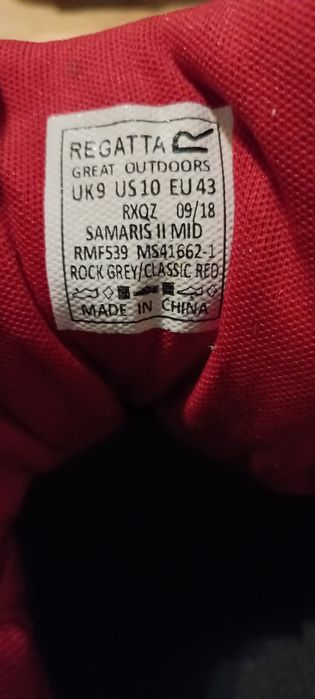 REGATTA R
GREAT OUTDOORS
UK9 US10 EU43
RXQZ 09/18
SAMARIS II MID
RMF539 MS41662-1
ROCK GREY/CLASSIC RED
MADE IN CHINA